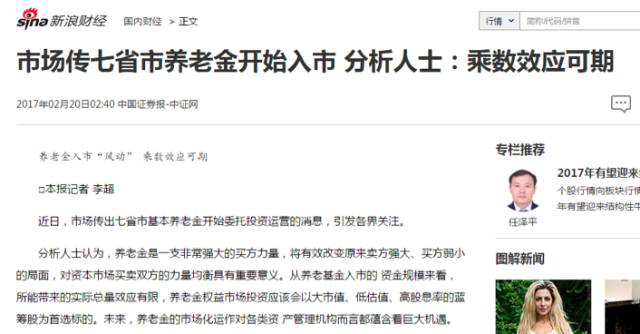 sina 新浪财经 国内财经 > 正文 行情 简称/代码/拼音
市场传七省市养老金开始入市 分析人士：乘数效应可期
2017年02月20日02:40 中国证券报-中证网
养老金入市“风动” 乘数效应可期
□本报记者 李超
近日，市场传出七省市基本养老金开始委托投资运营的消息，引发各界关注。
分析人士认为，养老金是一支非常强大的买方力量，将有效改变原来卖方强大、买方弱小
的局面，对资本市场买卖双方的力量均衡具有重要意义。从养老基金入市的 资金规模来看，
所能带来的实际总量效应有限，养老金权益市场投资应该会以大市值、低估值、高股息率的蓝
筹股为首选标的。未来，养老金的市场化运作对各类资 产管理机构而言都蕴含着巨大机遇。
专栏推荐
2017年有望迎来
个股行情向板块行
年有望迎来结构性牛
任泽平
图解新闻